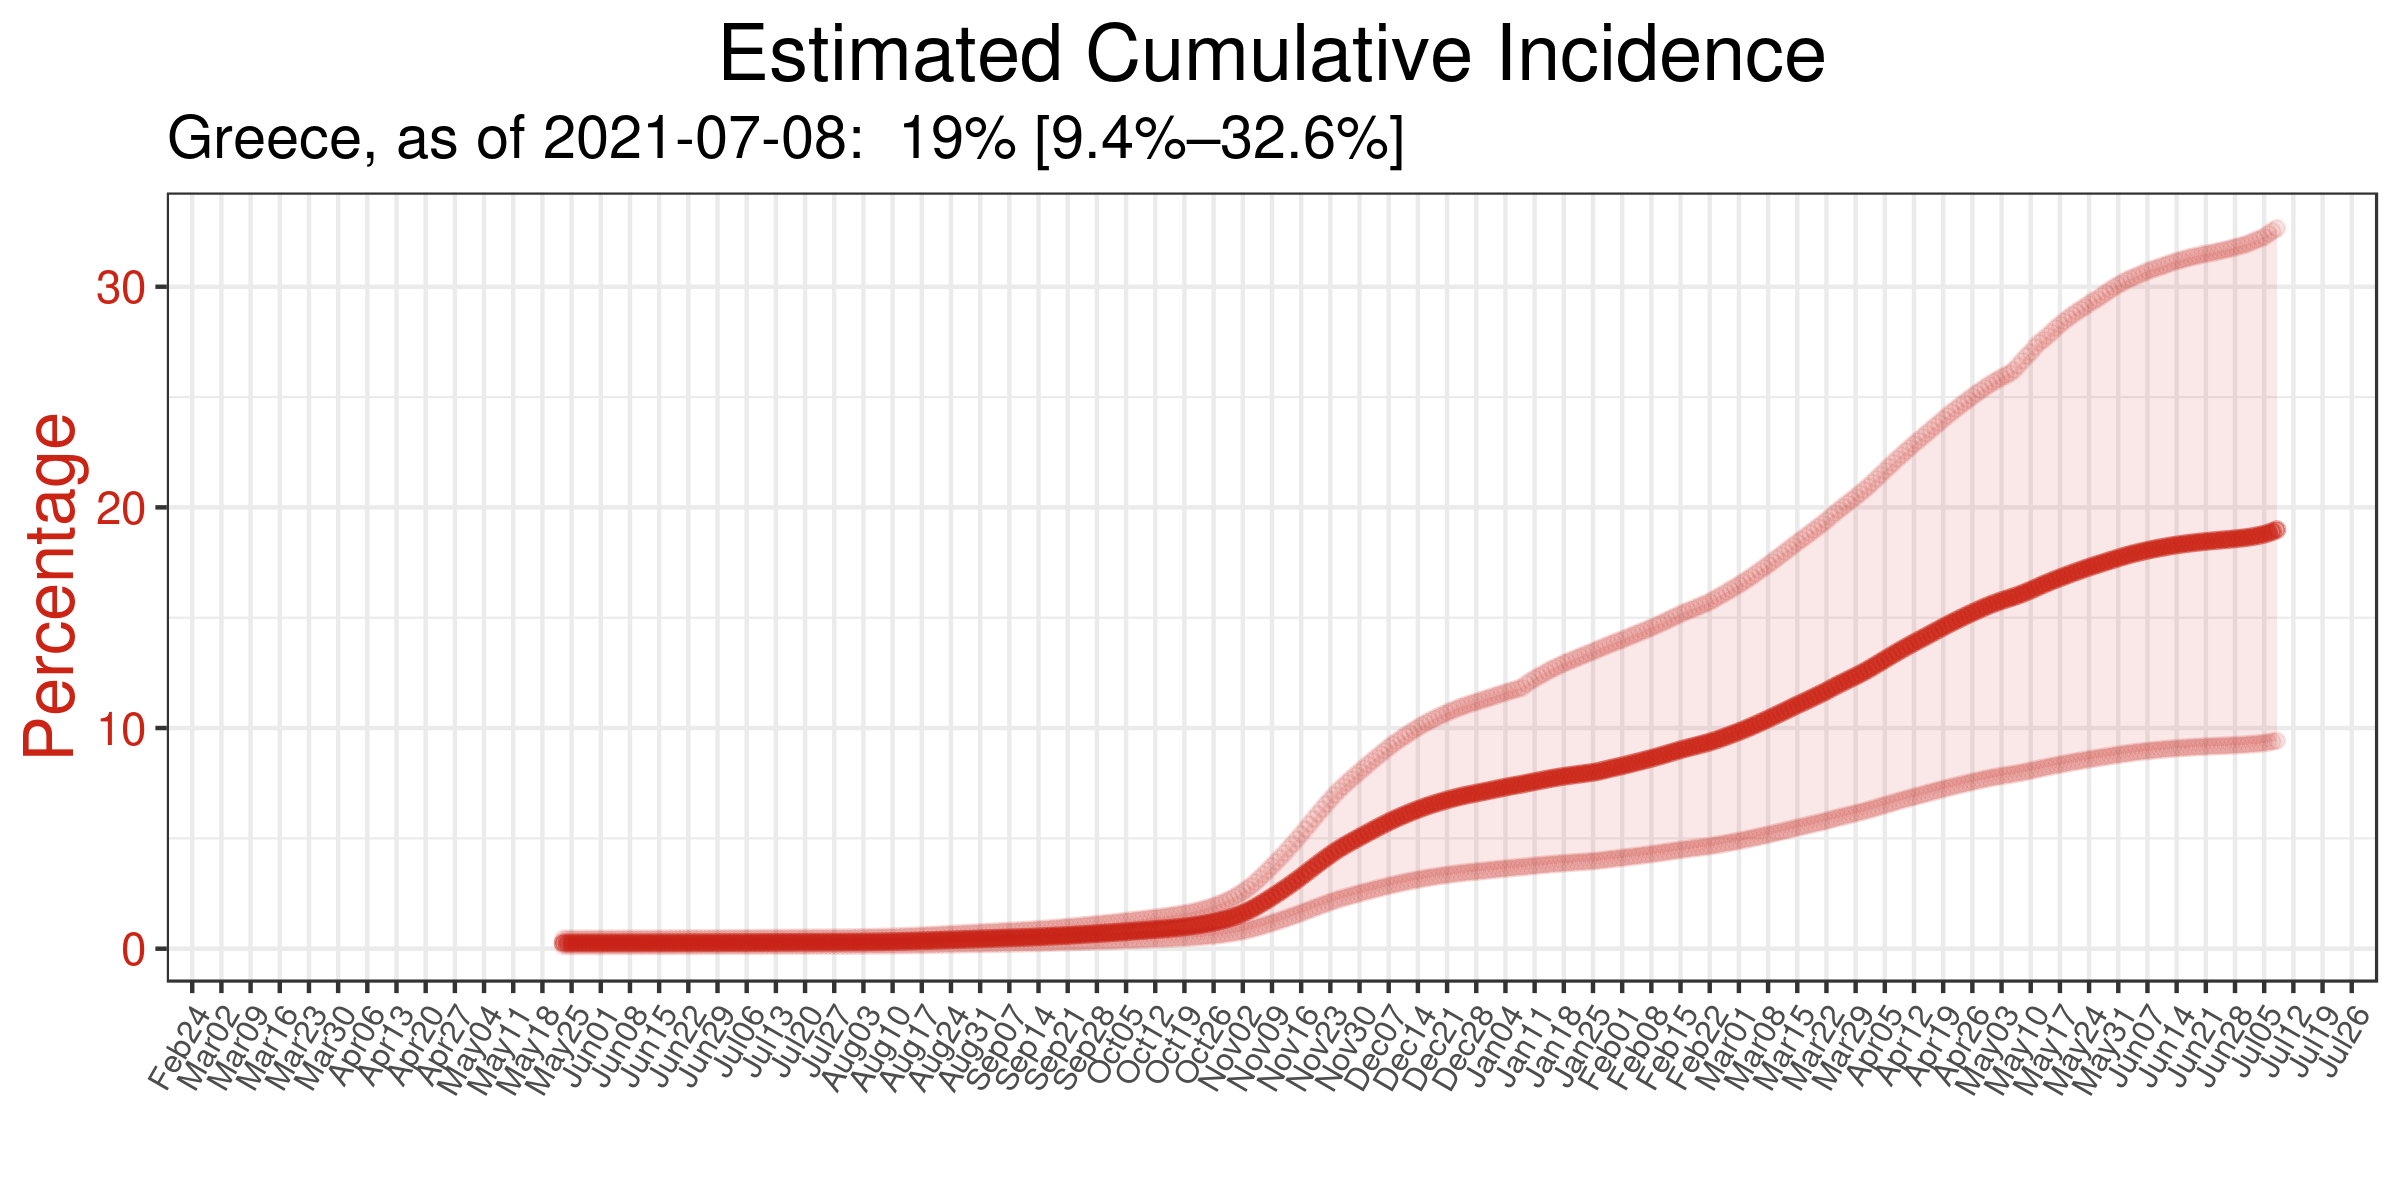 Estimated Cumulative Incidence
Greece, as of 2021-07-08:  19% [9.4%–32.6%]
Percentage
30
20
10
0
Feb24
Mar02
Mar09
Mar16
Mar23
Mar30
Apr06
Apr13
Apr20
Apr27
May04
May11
May18
May25
Jun01
Jun08
Jun15
Jun22
Jun29
Jul06
Jul13
Jul20
Jul27
Aug03
Aug10
Aug17
Aug24
Aug31
Sep07
Sep14
Sep21
Sep28
Oct05
Oct12
Oct19
Oct26
Nov02
Nov09
Nov16
Nov23
Nov30
Dec07
Dec14
Dec21
Dec28
Jan04
Jan11
Jan18
Jan25
Feb01
Feb08
Feb15
Feb22
Mar01
Mar08
Mar15
Mar22
Mar29
Apr05
Apr12
Apr19
Apr26
May03
May10
May17
May24
May31
Jun07
Jun14
Jun21
Jun28
Jul05
Jul12
Jul19
Jul26